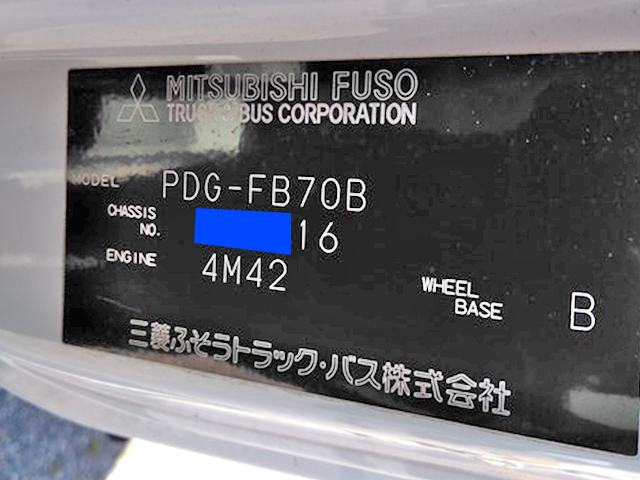 MITSUBISHI FUSO
TRUCK & BUS CORPORATION
MODEL PDG-FB70B
CHASSIS NO. 16
ENGINE 4M42
WHEEL BASE B
三菱ふそうトラック・バス株式会社